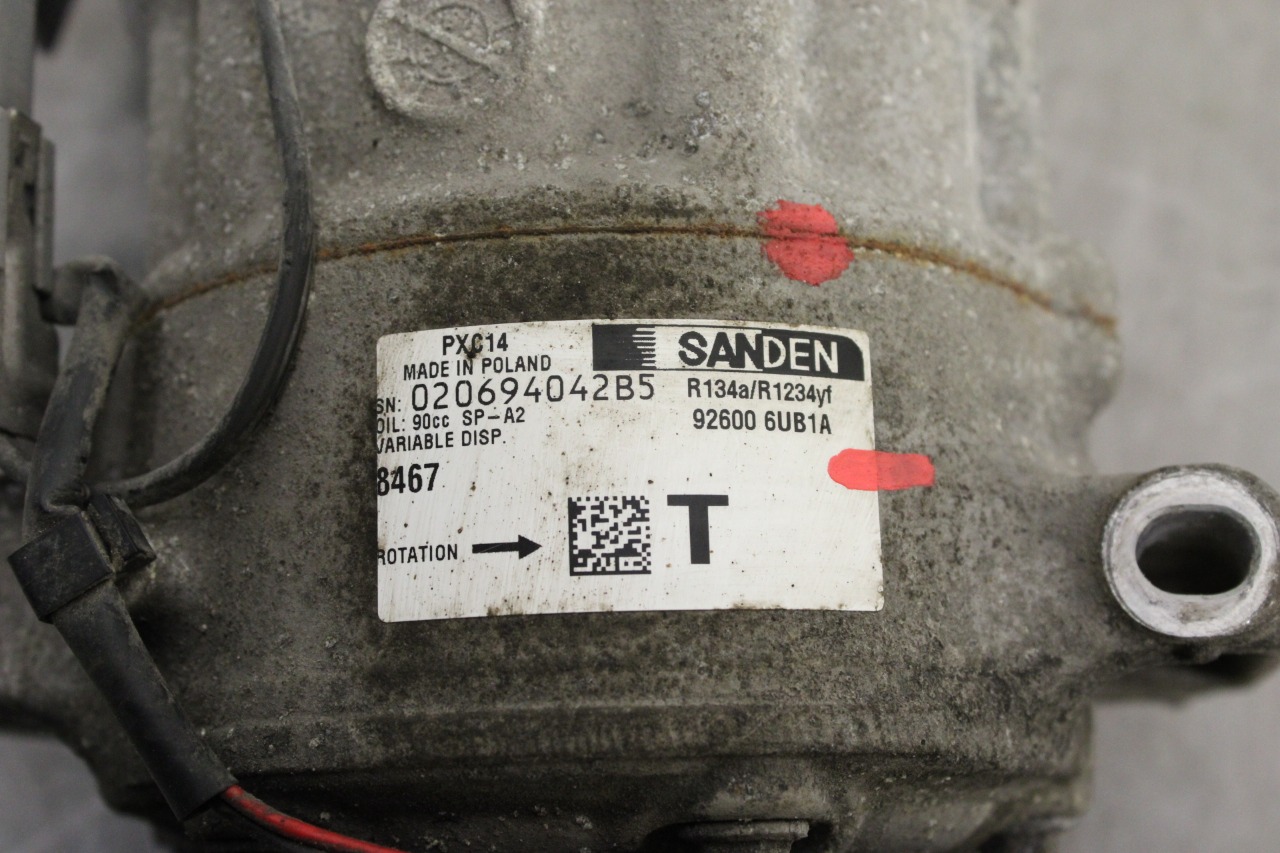 PXC14
MADE IN POLAND
SANDEN
SN: 020694042B5
R134a/R1234yf
OIL: 90cc SP-A2
92600 6UB1A
VARIABLE DISP.
8467
ROTATION
T